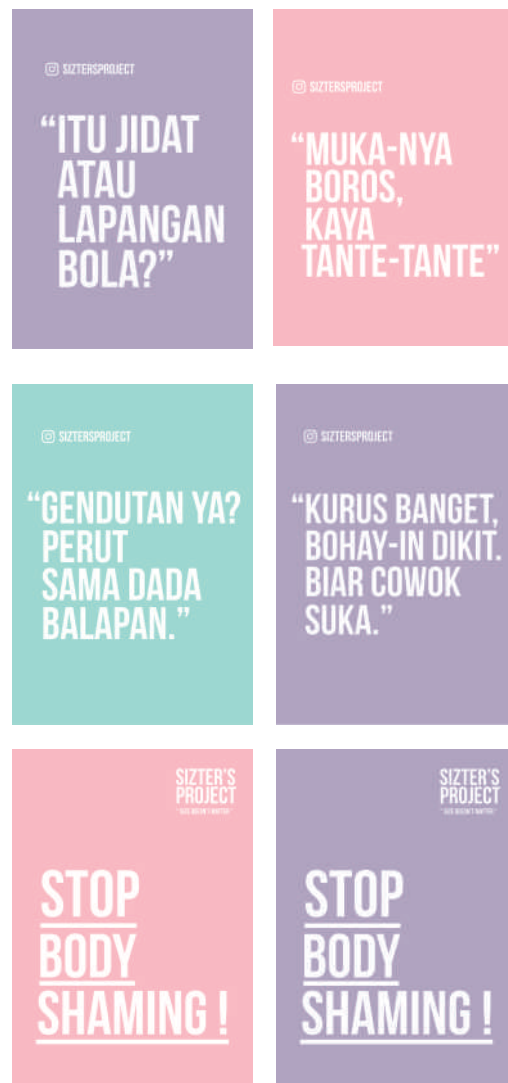 SIZTERSPROJECT
“ITU JIDAT
ATAU
LAPANGAN
BOLA?”
SIZTERSPROJECT
“MUKA-NYA
BOROS,
KAYA
TANTE-TANTE”
SIZTERSPROJECT
“GENDUTAN YA?
PERUT
SAMA DADA
BALAPAN.”
SIZTERSPROJECT
“KURUS BANGET,
BOHAY-IN DIKIT.
BIAR COWOK
SUKA.”
SIZTER'S
PROJECT
STOP
BODY
SHAMING !
SIZTER'S
PROJECT
STOP
BODY
SHAMING !